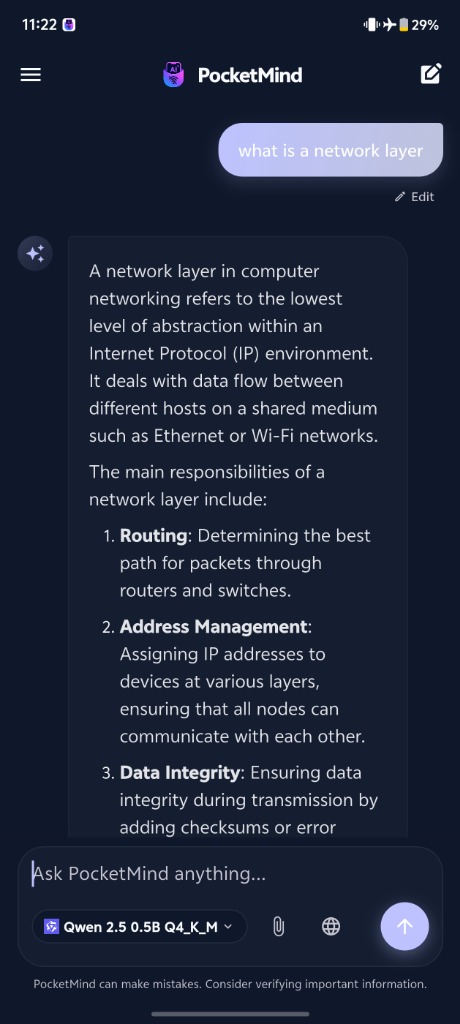 11:22
29%
PocketMind
what is a network layer
Edit
A network layer in computer
networking refers to the lowest
level of abstraction within an
Internet Protocol (IP) environment.
It deals with data flow between
different hosts on a shared medium
such as Ethernet or Wi-Fi networks.
The main responsibilities of a
network layer include:
1. Routing: Determining the best
path for packets through
routers and switches.
2. Address Management:
Assigning IP addresses to
devices at various layers,
ensuring that all nodes can
communicate with each other.
3. Data Integrity: Ensuring data
integrity during transmission by
adding checksums or error
Ask PocketMind anything...
Qwen 2.5 0.5B Q4_K_M
PocketMind can make mistakes. Consider verifying important information.